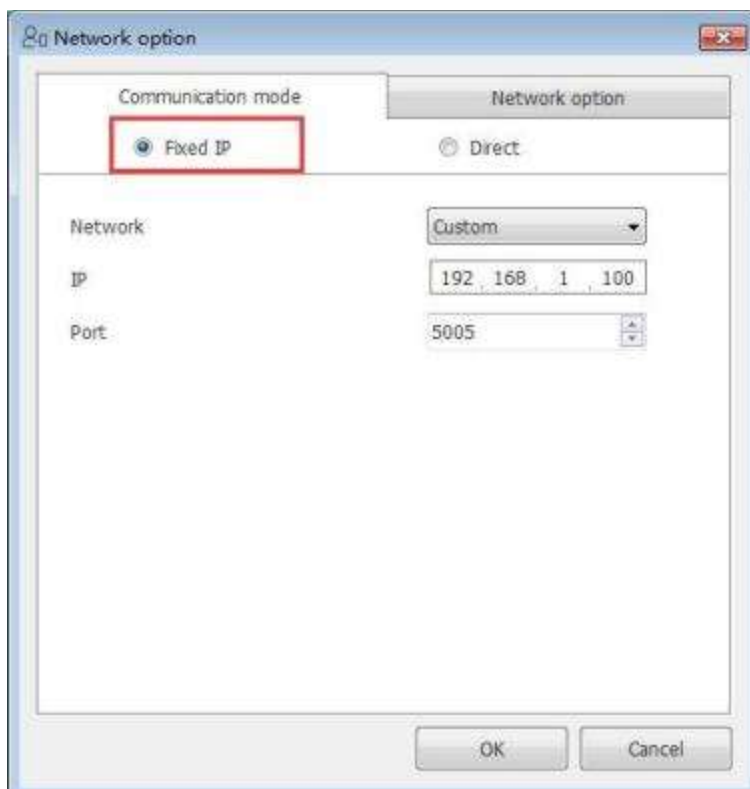 Network option
Communication mode Network option
Fixed IP Direct
Network Custom
IP 192 . 168 . 1 . 100
Port 5005
OK Cancel